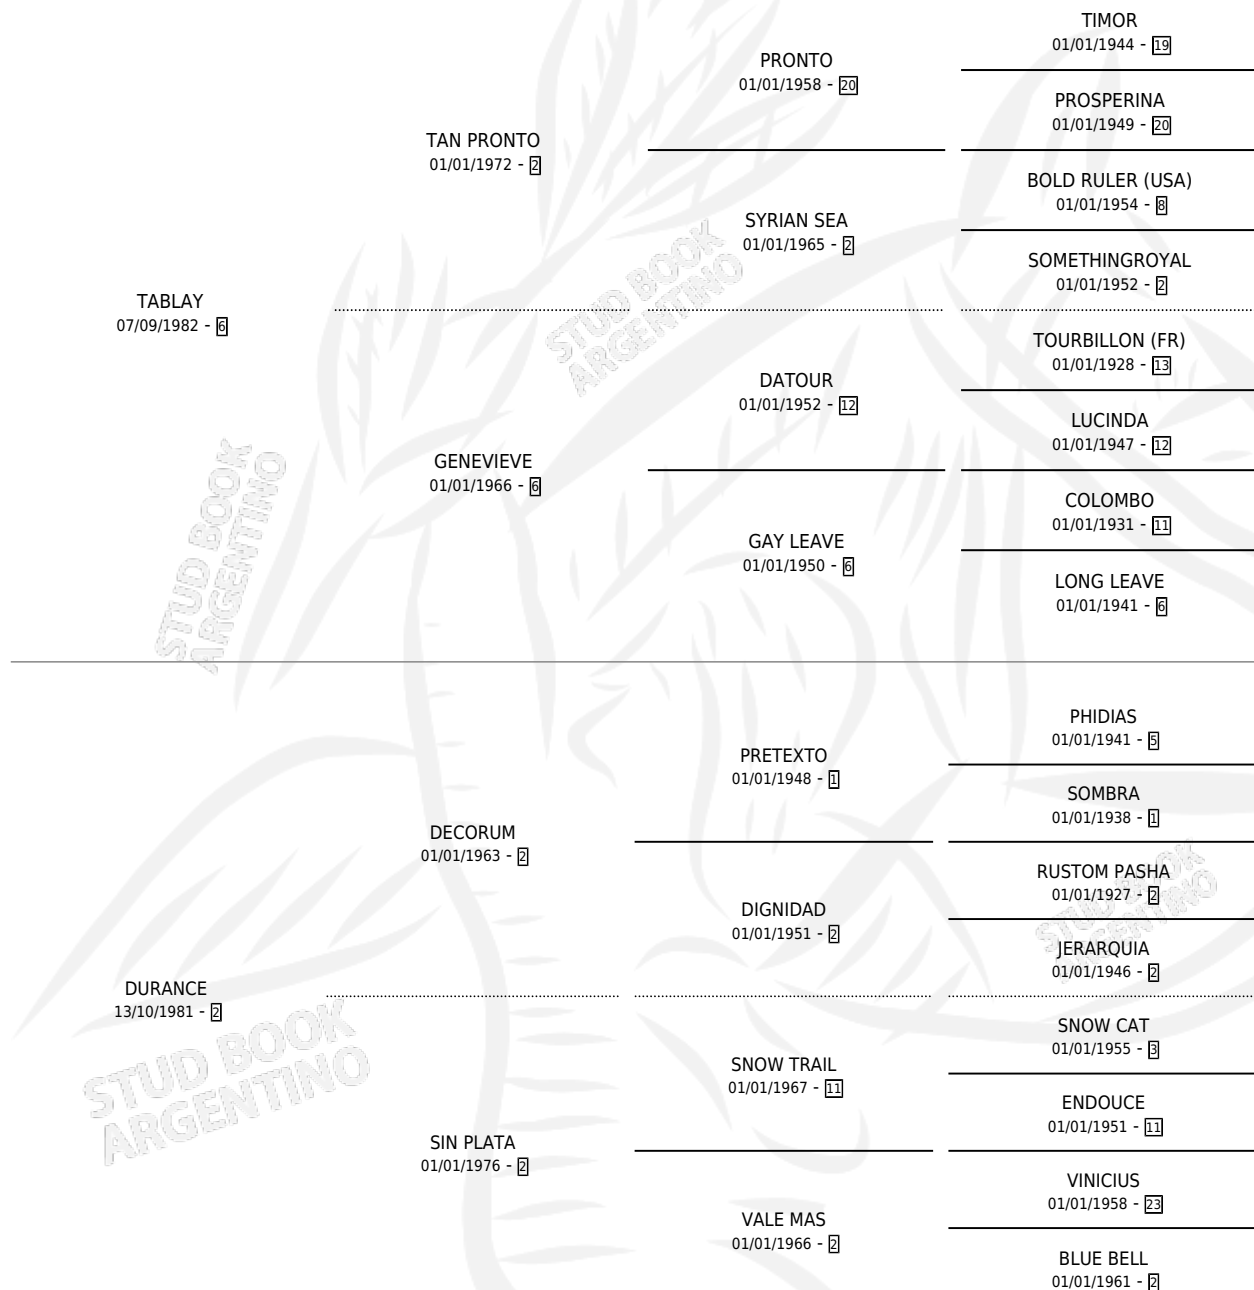 TIMOR
01/01/1944 - 19
PRONTO
01/01/1958 - 20
PROSPERINA
01/01/1949 - 20
TAN PRONTO
01/01/1972 - 2
BOLD RULER (USA)
01/01/1954 - 8
SYRIAN SEA
01/01/1965 - 2
SOMETHINGROYAL
01/01/1952 - 2
TABLAY
07/09/1982 - 6
STUD BOOK
ARGENTINO
TOURBILLON (FR)
01/01/1928 - 13
DATOUR
01/01/1952 - 12
LUCINDA
01/01/1947 - 12
GENEVIEVE
01/01/1966 - 6
COLOMBO
01/01/1931 - 11
GAY LEAVE
01/01/1950 - 6
LONG LEAVE
01/01/1941 - 6
STUD BOOK
ARGENTINO
PHIDIAS
01/01/1941 - 5
PRETEXTO
01/01/1948 - 1
SOMBRA
01/01/1938 - 1
DECORUM
01/01/1963 - 2
RUSTOM PASHA
01/01/1927 - 2
STUD BOOK
ARGENTINO
DIGNIDAD
01/01/1951 - 2
JERARQUIA
01/01/1946 - 2
DURANCE
13/10/1981 - 2
STUD BOOK
ARGENTINO
SNOW CAT
01/01/1955 - 3
SNOW TRAIL
01/01/1967 - 11
ENDOUCE
01/01/1951 - 11
SIN PLATA
01/01/1976 - 2
VINICIUS
01/01/1958 - 23
VALE MAS
01/01/1966 - 2
BLUE BELL
01/01/1961 - 2